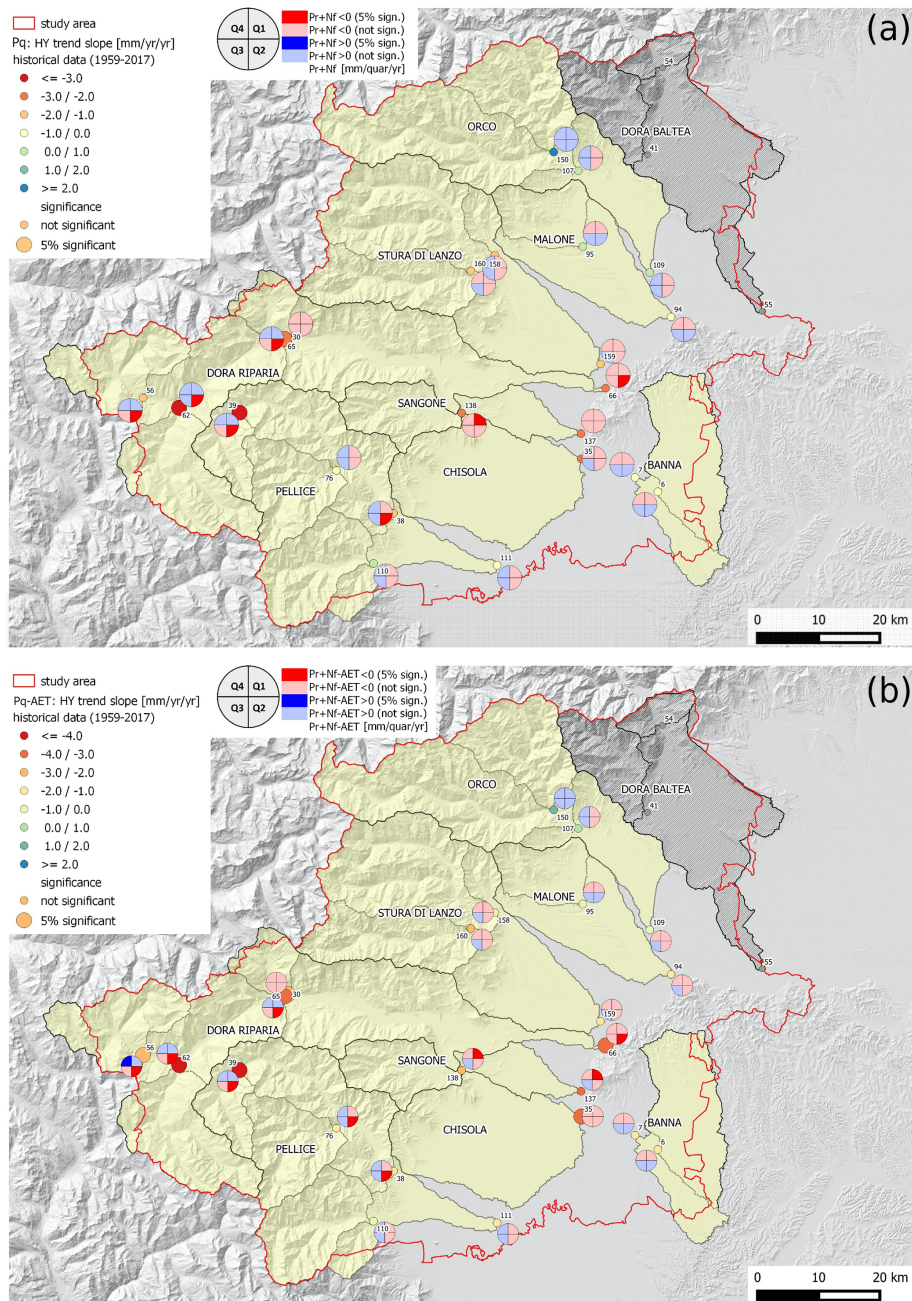 (a)
study area
Pq: HY trend slope [mm/yr/yr]
historical data (1959-2017)
<= -3.0
-3.0 / -2.0
-2.0 / -1.0
-1.0 / 0.0
0.0 / 1.0
1.0 / 2.0
>= 2.0
significance
not significant
5% significant
Q4 Q1
Q3 Q2
Pr+Nf<0 (5% sign.)
Pr+Nf<0 (not sign.)
Pr+Nf>0 (5% sign.)
Pr+Nf>0 (not sign.)
Pr+Nf [mm/quar/yr]
54
ORCO
DORA BALTEA
41
150
107
MALONE
95
STURA DI LANZO
160
158
109
94
55
30
65
DORA RIPARIA
159
66
56
62
39
SANGONE
138
137
35
CHISOLA
BANNA
7
6
76
PELLICE
38
110
111
0 10 20 km
(b)
study area
Pq-AET: HY trend slope [mm/yr/yr]
historical data (1959-2017)
<= -4.0
-4.0 / -3.0
-3.0 / -2.0
-2.0 / -1.0
-1.0 / 0.0
0.0 / 1.0
1.0 / 2.0
>= 2.0
significance
not significant
5% significant
Q4 Q1
Q3 Q2
Pr+Nf-AET<0 (5% sign.)
Pr+Nf-AET<0 (not sign.)
Pr+Nf-AET>0 (5% sign.)
Pr+Nf-AET>0 (not sign.)
Pr+Nf-AET [mm/quar/yr]
54
ORCO
DORA BALTEA
41
150
107
MALONE
95
STURA DI LANZO
158
160
109
94
55
65
30
DORA RIPARIA
159
66
56
62
39
SANGONE
138
137
35
CHISOLA
BANNA
7
6
76
PELLICE
38
110
111
0 10 20 km